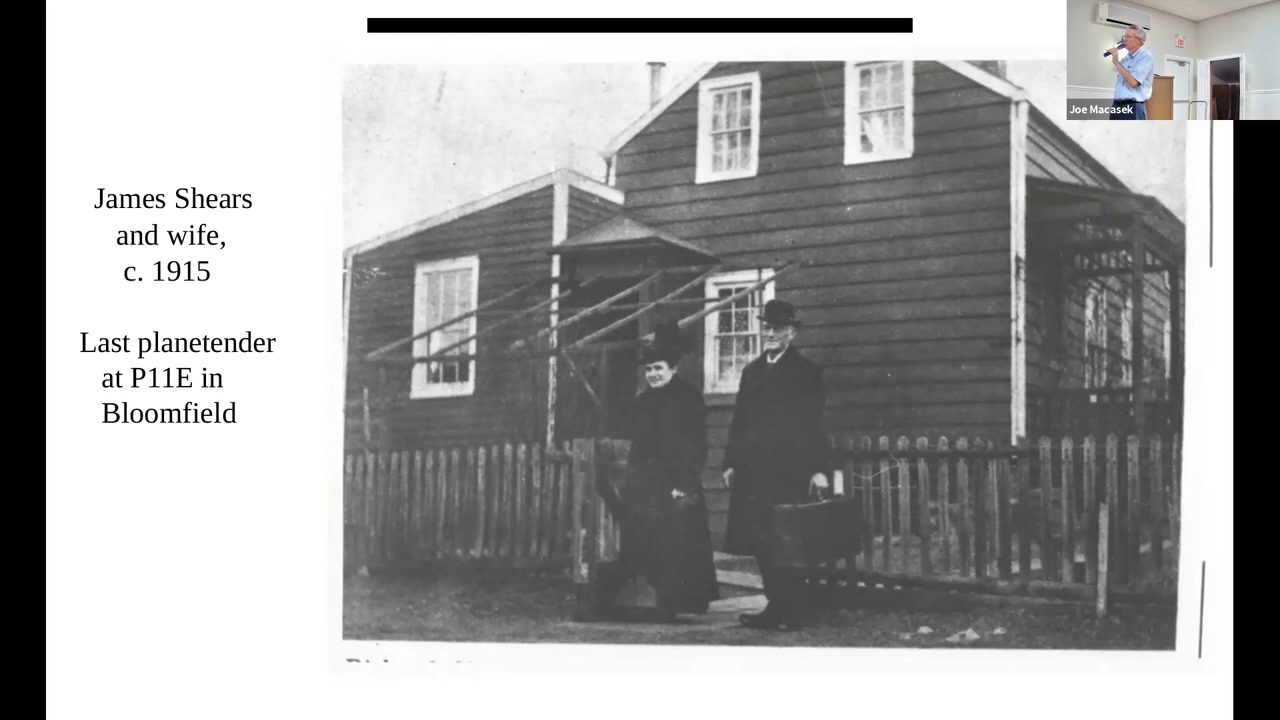 James Shears
and wife,
c. 1915
Last planetender
at P11E in
Bloomfield
Joe Macasek